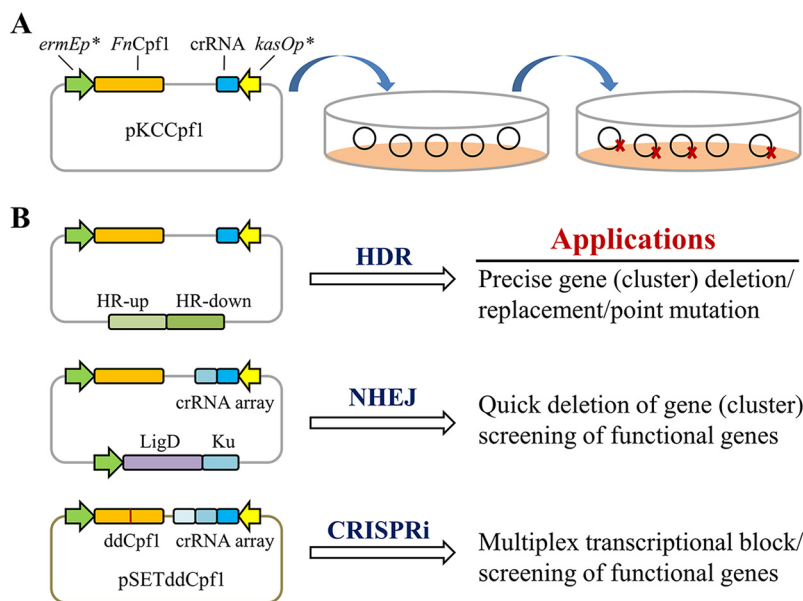 A
ermEp* FnCpf1 crRNA kasOp*
pKCCpf1
B
HR-up HR-down
HDR
Applications
Precise gene (cluster) deletion/
replacement/point mutation
crRNA array
LigD Ku
NHEJ
Quick deletion of gene (cluster)
screening of functional genes
ddCpf1 crRNA array
pSETddCpf1
CRISPRi
Multiplex transcriptional block/
screening of functional genes